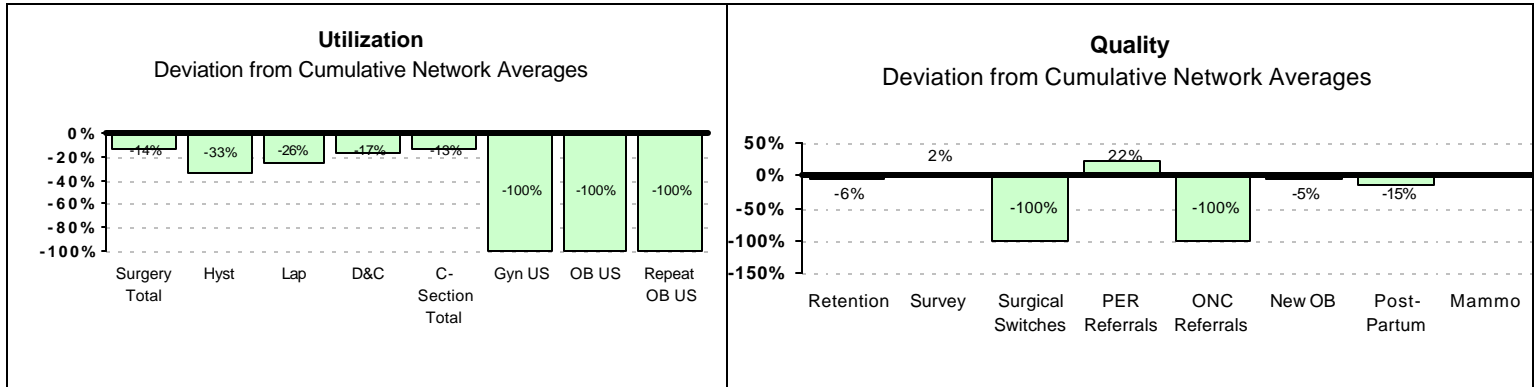 Utilization
Deviation from Cumulative Network Averages
0%
-20%
-40%
-60%
-80%
-100%
-14%
-33%
-26%
-17%
-13%
-100%
-100%
-100%
Surgery Total
Hyst
Lap
D&C
C-Section Total
Gyn US
OB US
Repeat OB US
Quality
Deviation from Cumulative Network Averages
50%
0%
-50%
-100%
-150%
-6%
2%
-100%
22%
-100%
-5%
-15%
Retention
Survey
Surgical Switches
PER Referrals
ONC Referrals
New OB
Post-Partum
Mammo